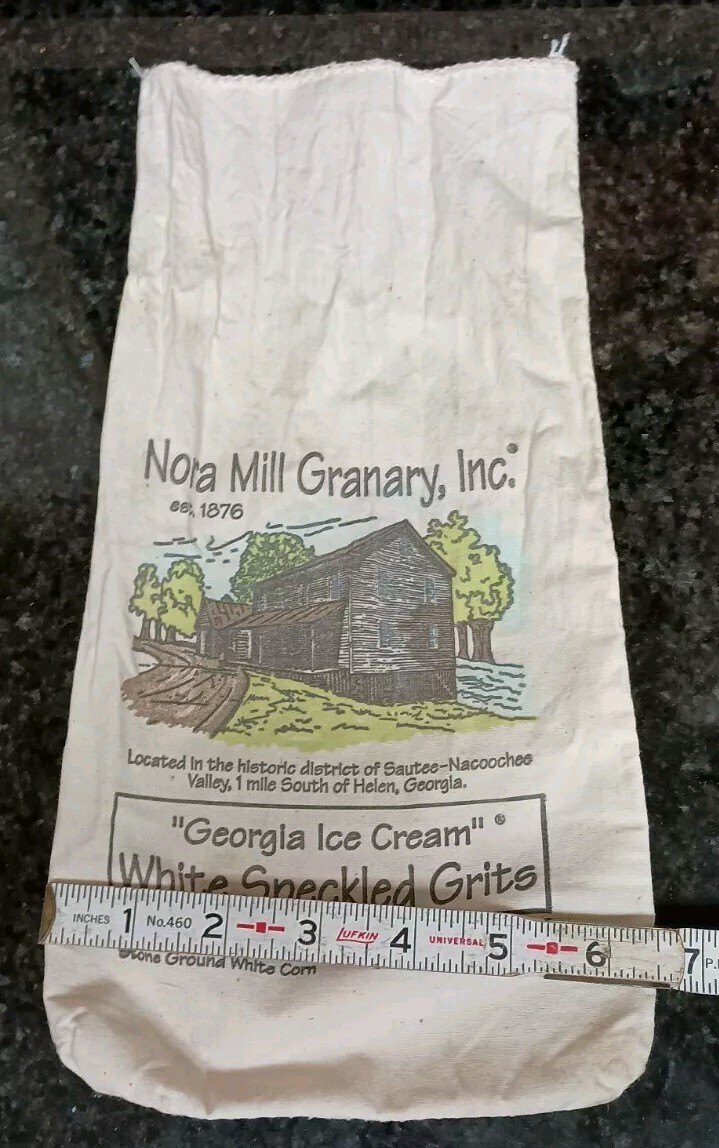 Nora Mill Granary, Inc.®
est. 1876
Located in the historic district of Sautee-Nacoochee
Valley, 1 mile South of Helen, Georgia.
"Georgia Ice Cream" ®
White Speckled Grits
INCHES 1 No.460 2 3 LUFKIN 4 UNIVERSAL 5 6 7
Stone Ground White Corn